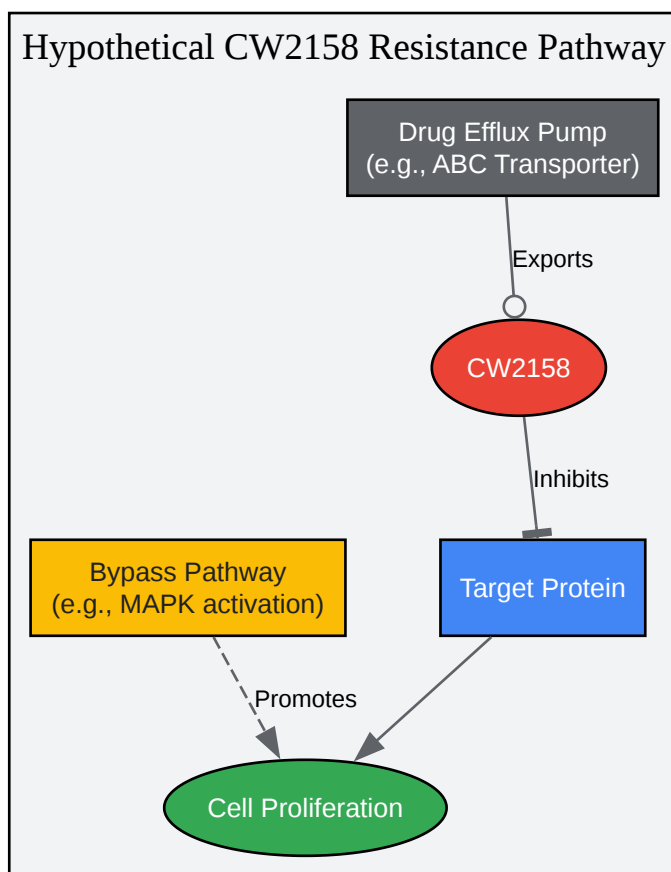 Hypothetical CW2158 Resistance Pathway
Drug Efflux Pump
(e.g., ABC Transporter)
Exports
CW2158
Inhibits
Bypass Pathway
(e.g., MAPK activation)
Target Protein
Promotes
Cell Proliferation